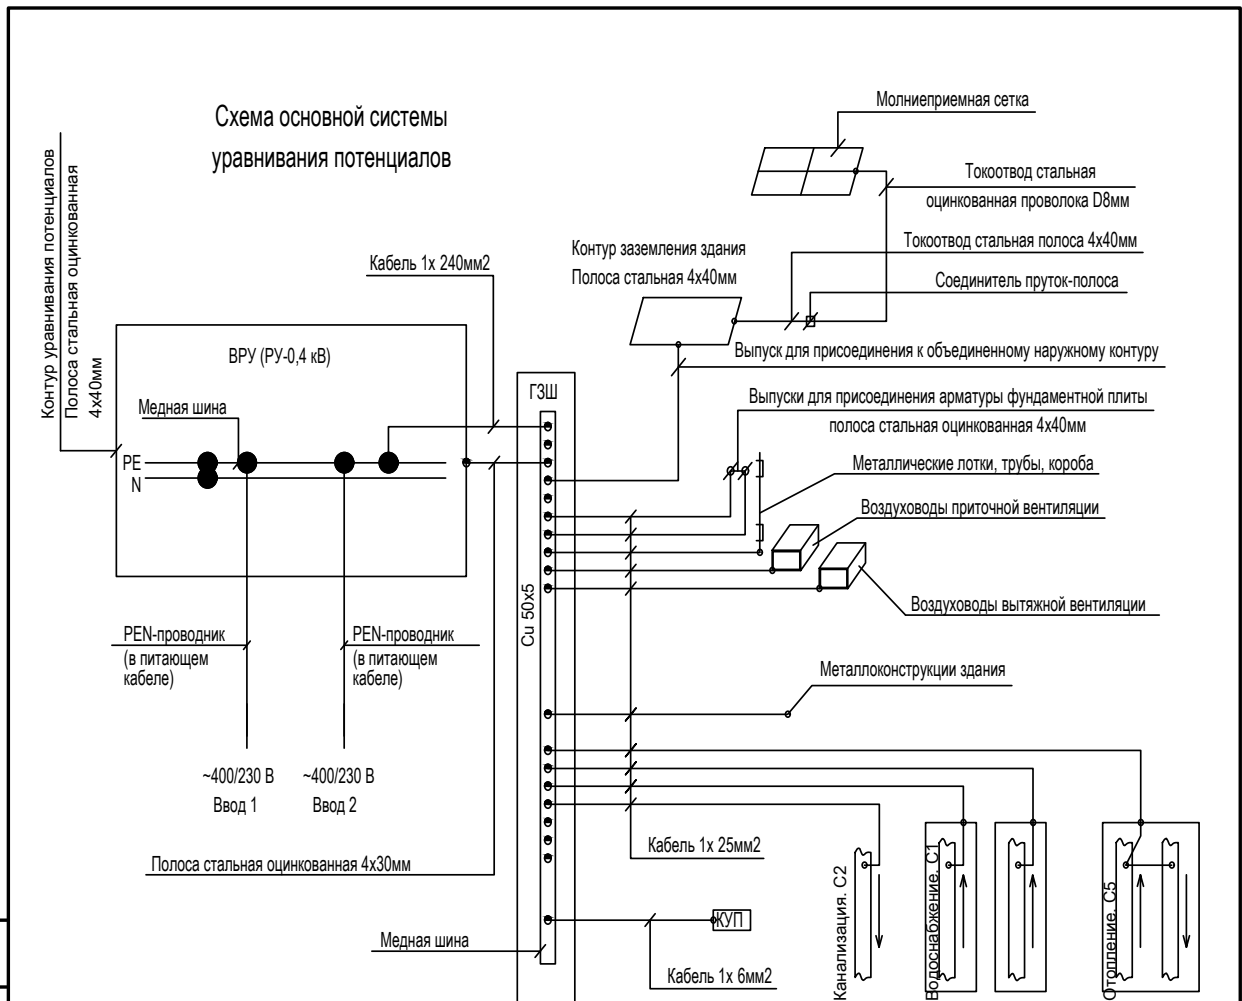 Схема основной системы
уравнивания потенциалов
Контур уравнивания потенциалов
Полоса стальная оцинкованная
4х40мм
Молниеприемная сетка
Токоотвод стальная
оцинкованная проволока D8мм
Токоотвод стальная полоса 4х40мм
Контур заземления здания
Полоса стальная 4х40мм
Соединитель пруток-полоса
Кабель 1х 240мм2
ВРУ (РУ-0,4 кВ)
Выпуск для присоединения к объединенному наружному контуру
ГЗШ
Медная шина
Выпуски для присоединения арматуры фундаментной плиты
полоса стальная оцинкованная 4х40мм
PE
N
Металлические лотки, трубы, короба
Воздуховоды приточной вентиляции
Воздуховоды вытяжной вентиляции
Cu 50х5
PEN-проводник
(в питающем
кабеле)
PEN-проводник
(в питающем
кабеле)
Металлоконструкции здания
~400/230 В
Ввод 1
~400/230 В
Ввод 2
Кабель 1х 25мм2
Полоса стальная оцинкованная 4х30мм
Канализация. С2
Водоснабжение. С1
Отопление. С5
КУП
Медная шина
Кабель 1х 6мм2